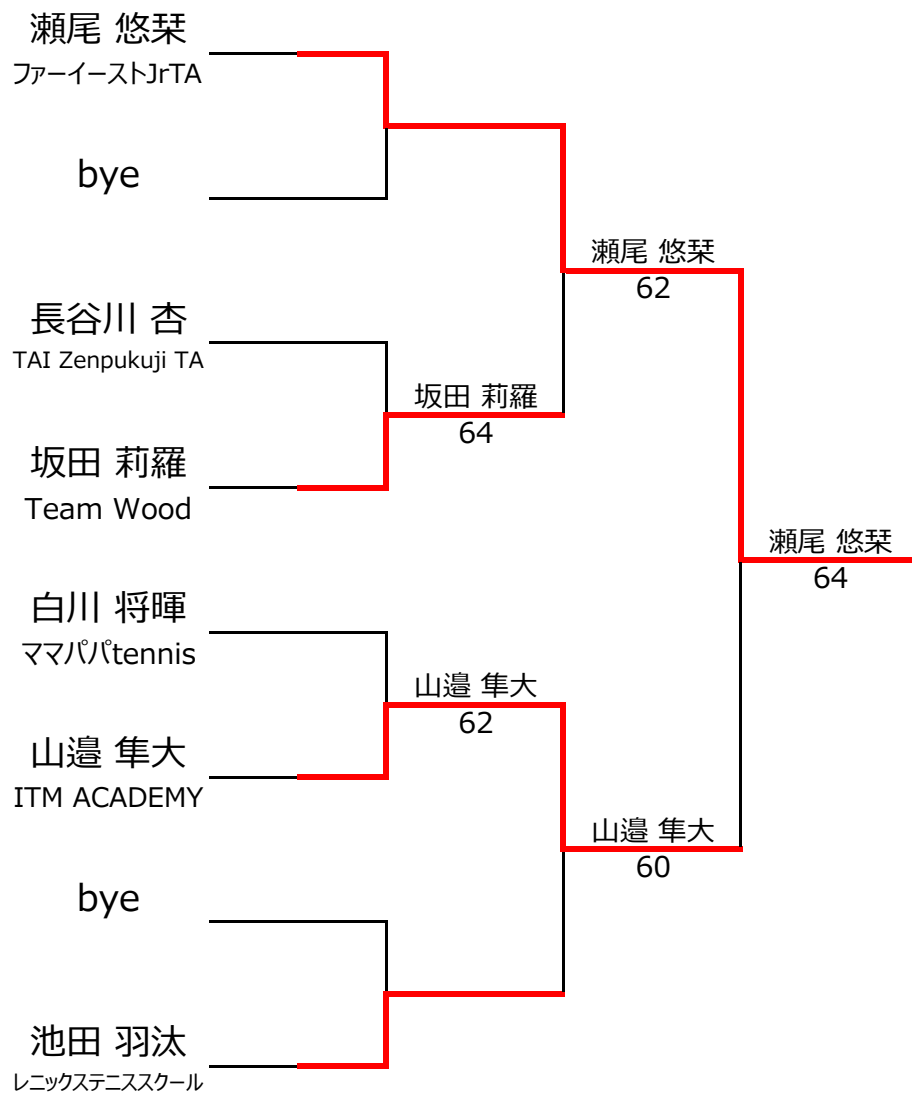 瀬尾 悠栞
ファーイーストJrTA
bye
瀬尾 悠栞
62
長谷川 杏
TAI Zenpukuji TA
坂田 莉羅
64
坂田 莉羅
Team Wood
瀬尾 悠栞
64
白川 将暉
ママパパtennis
山邉 隼大
62
山邉 隼大
ITM ACADEMY
山邉 隼大
60
bye
池田 羽汰
レニックステニススクール